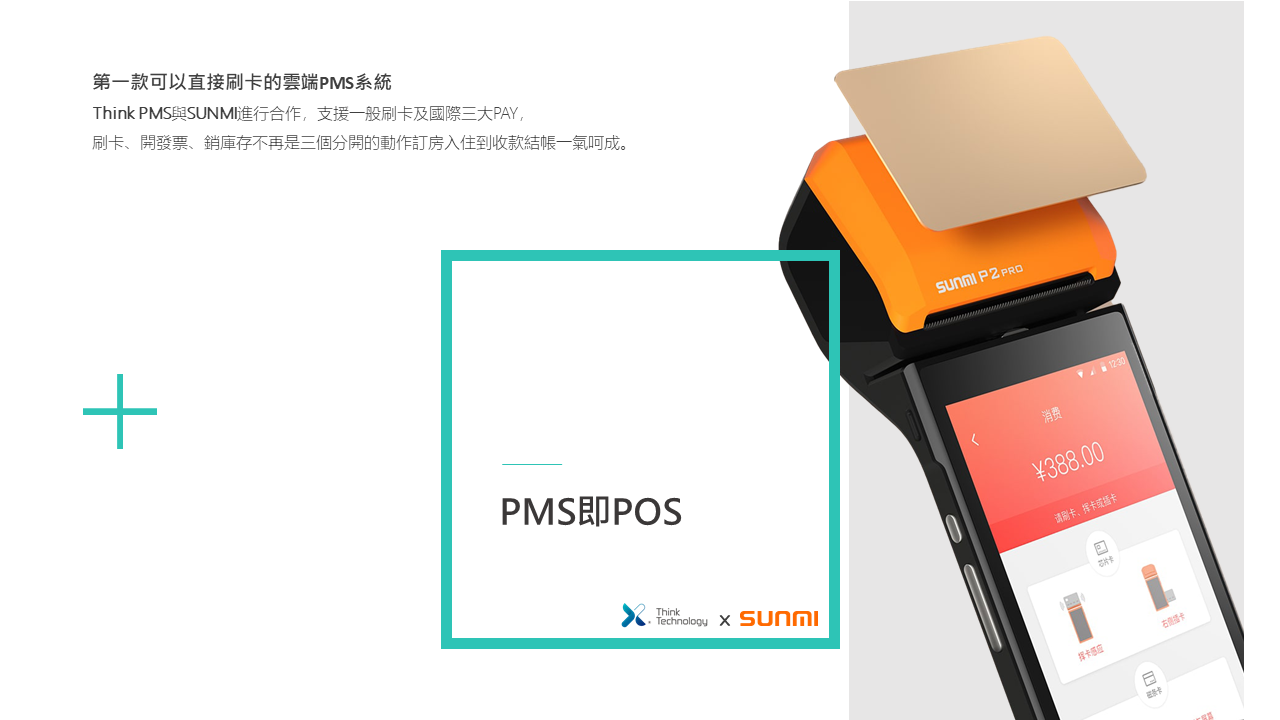 第一款可以直接刷卡的雲端PMS系統
Think PMS與SUNMI進行合作，支援一般刷卡及國際三大PAY，
刷卡、開發票、銷庫存不再是三個分開的動作訂房入住到收款結帳一氣呵成。
SUNMI P2 PRO
12:30
消费
¥388.00
请刷卡、挥卡或插卡
芯片卡
挥卡感应
右侧插卡
磁条卡
PMS即POS
Think
Technology x SUNMI